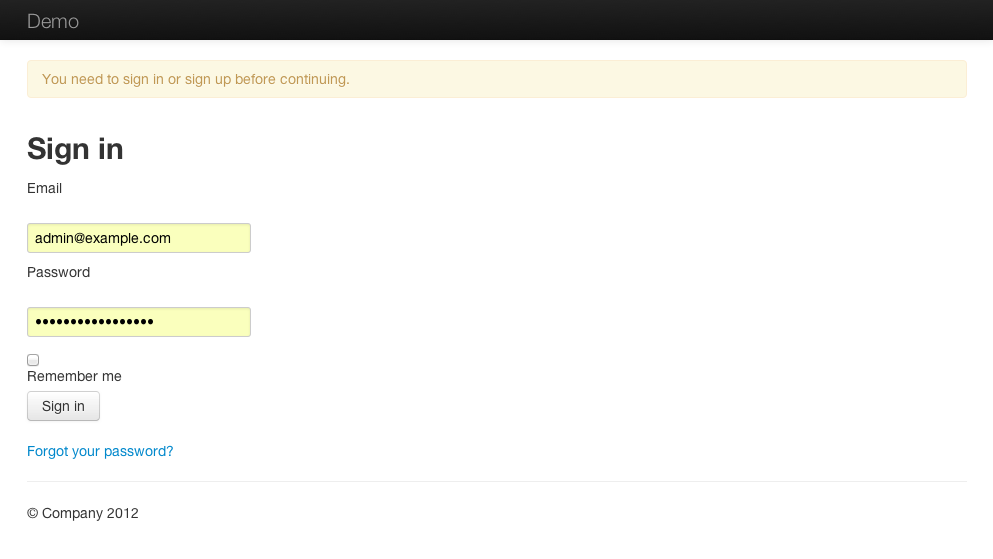 Demo
You need to sign in or sign up before continuing.
Sign in
Email
admin@example.com
Password
•••••••••••••••••
Remember me
Sign in
Forgot your password?
© Company 2012